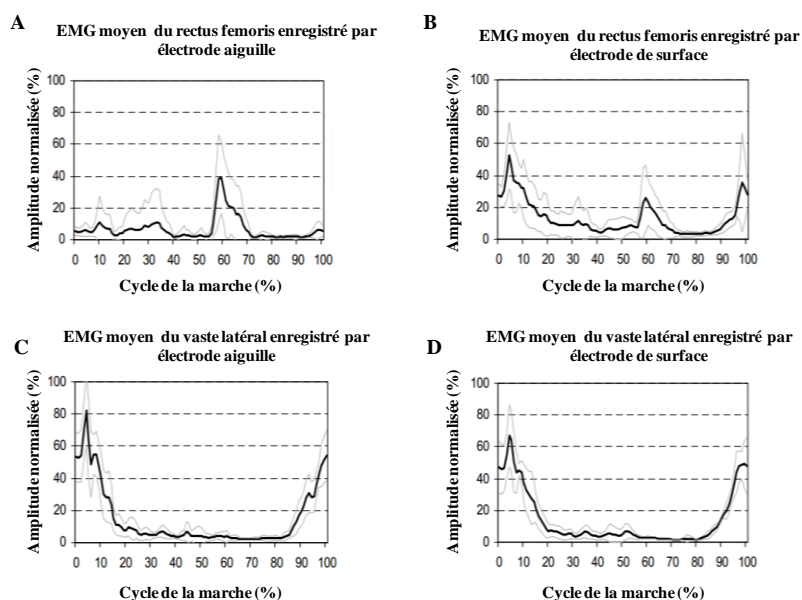 A
EMG moyen du rectus femoris enregistré par
électrode aiguille
Amplitude normalisée (%)
100
80
60
40
20
0
0 10 20 30 40 50 60 70 80 90 100
Cycle de la marche (%)
B
EMG moyen du rectus femoris enregistré par
électrode de surface
Amplitude normalisée (%)
100
80
60
40
20
0
0 10 20 30 40 50 60 70 80 90 100
Cycle de la marche (%)
C
EMG moyen du vaste latéral enregistré par
électrode aiguille
Amplitude normalisée (%)
100
80
60
40
20
0
0 10 20 30 40 50 60 70 80 90 100
Cycle de la marche (%)
D
EMG moyen du vaste latéral enregistré par
électrode de surface
Amplitude normalisée (%)
100
80
60
40
20
0
0 10 20 30 40 50 60 70 80 90 100
Cycle de la marche (%)